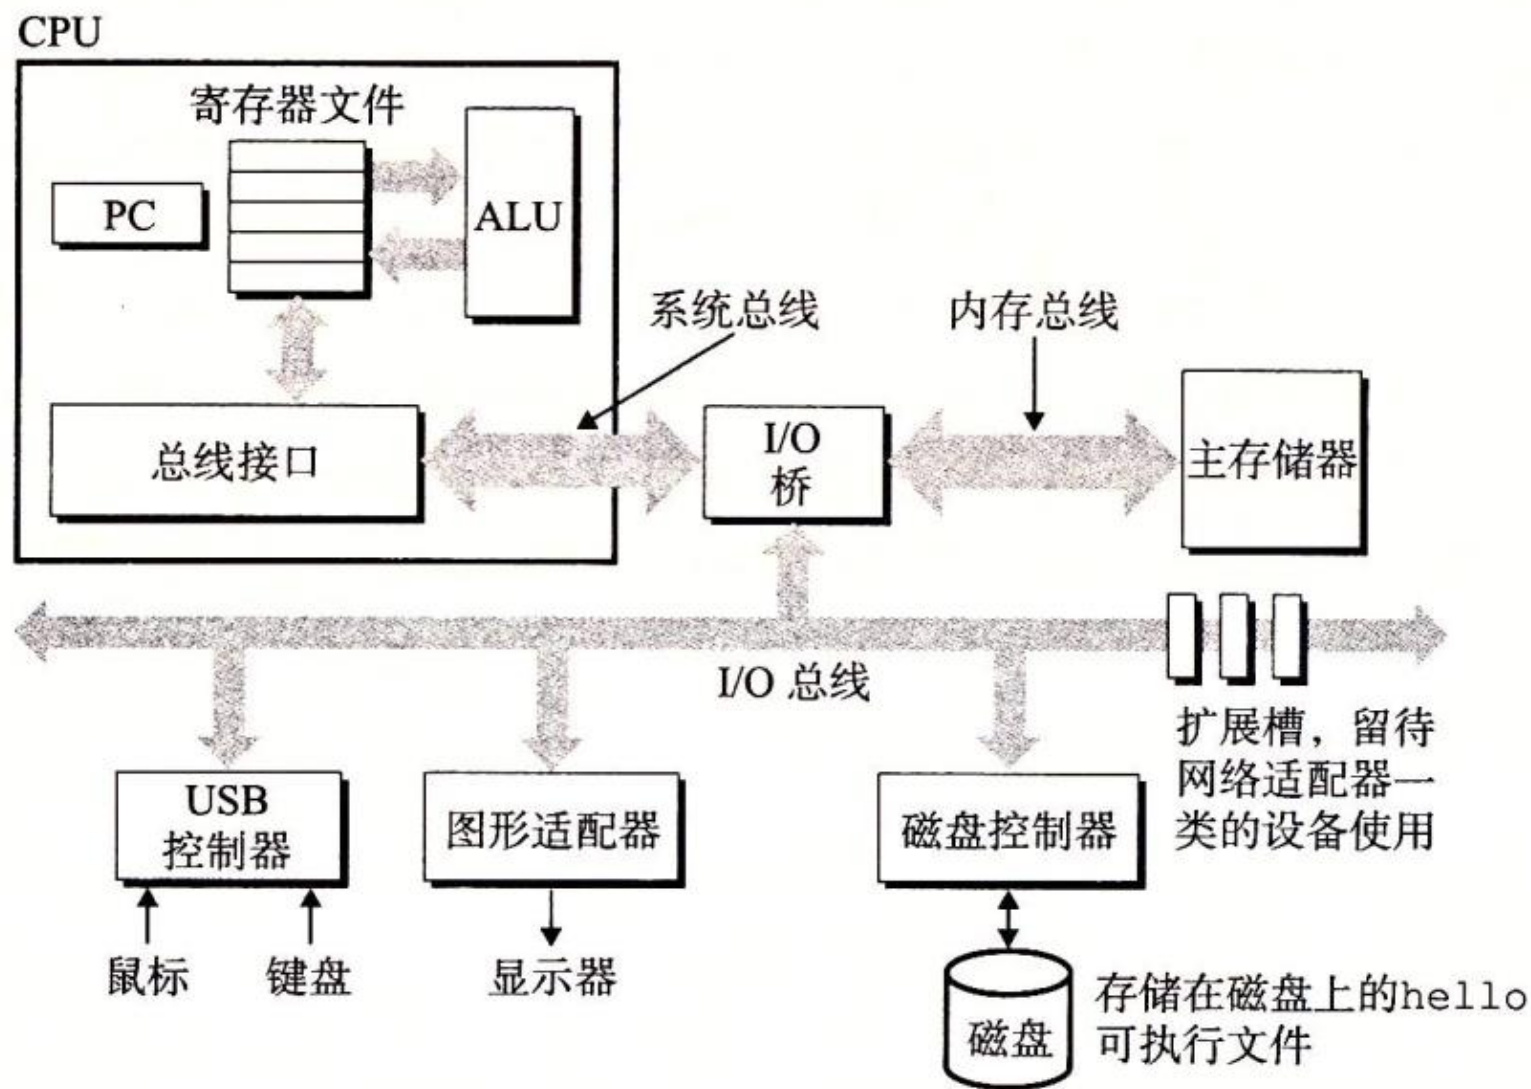 CPU
寄存器文件
PC
ALU
系统总线
内存总线
总线接口
I/O
桥
主存储器
I/O 总线
扩展槽，留待
网络适配器一
类的设备使用
USB
控制器
图形适配器
磁盘控制器
鼠标
键盘
显示器
磁盘
存储在磁盘上的hello
可执行文件